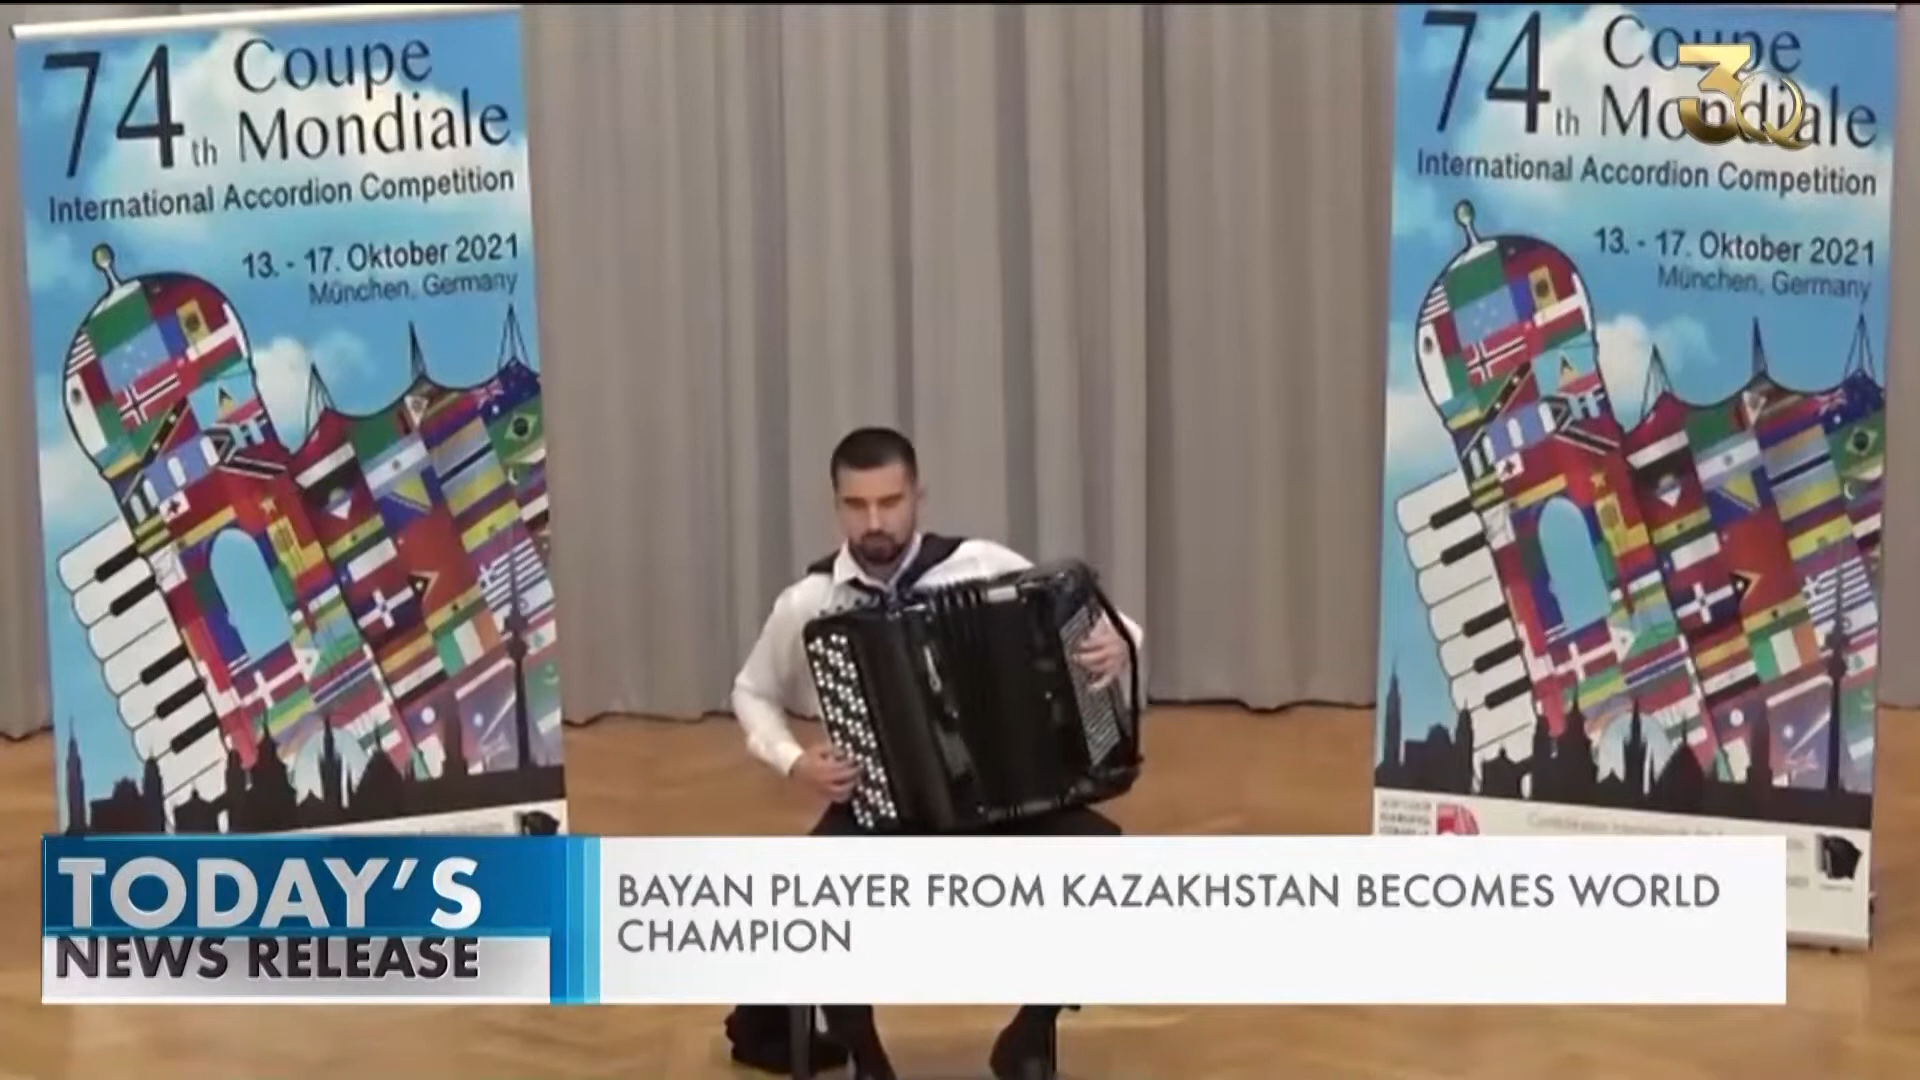 74th Coupe
Mondiale
International Accordion Competition
13. - 17. Oktober 2021
München, Germany
74th Coupe
Mondiale
International Accordion Competition
13. - 17. Oktober 2021
München, Germany
3Q
TODAY'S
NEWS RELEASE
BAYAN PLAYER FROM KAZAKHSTAN BECOMES WORLD
CHAMPION